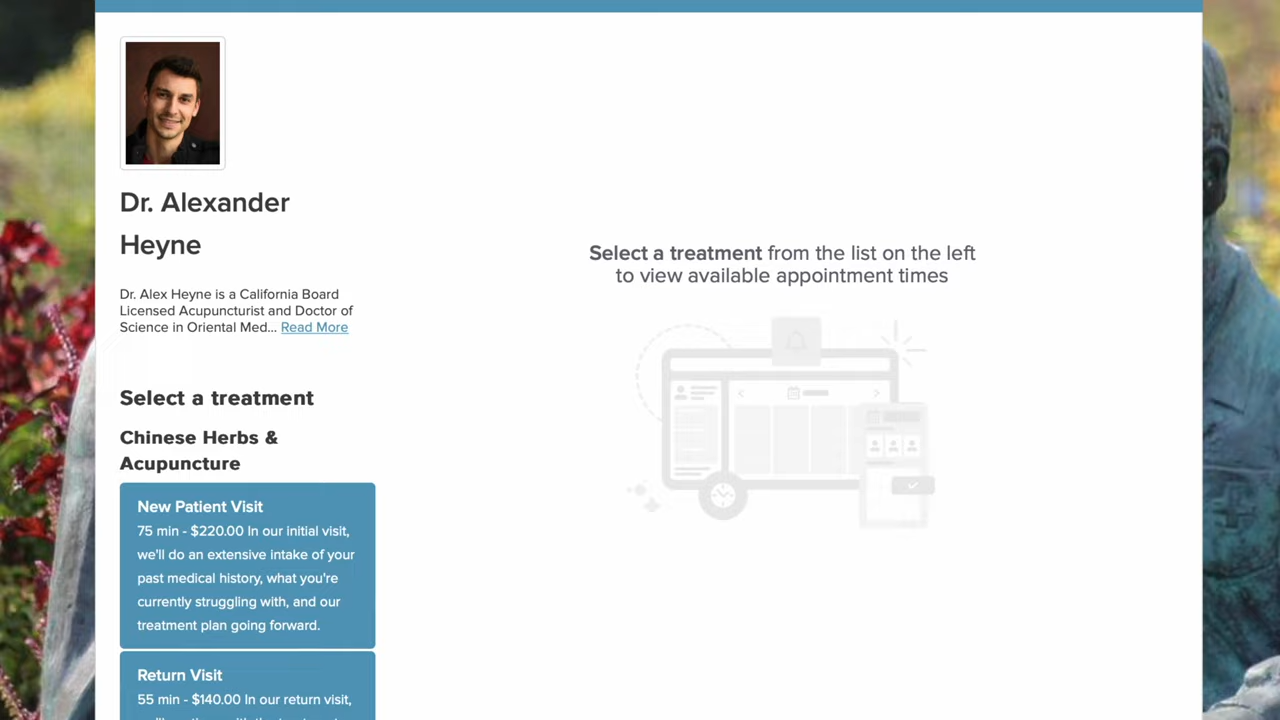 Dr. Alexander
Heyne
Dr. Alex Heyne is a California Board
Licensed Acupuncturist and Doctor of
Science in Oriental Med... Read More
Select a treatment
Chinese Herbs &
Acupuncture
New Patient Visit
75 min - $220.00 In our initial visit,
we'll do an extensive intake of your
past medical history, what you're
currently struggling with, and our
treatment plan going forward.
Return Visit
55 min - $140.00 In our return visit,
Select a treatment from the list on the left
to view available appointment times